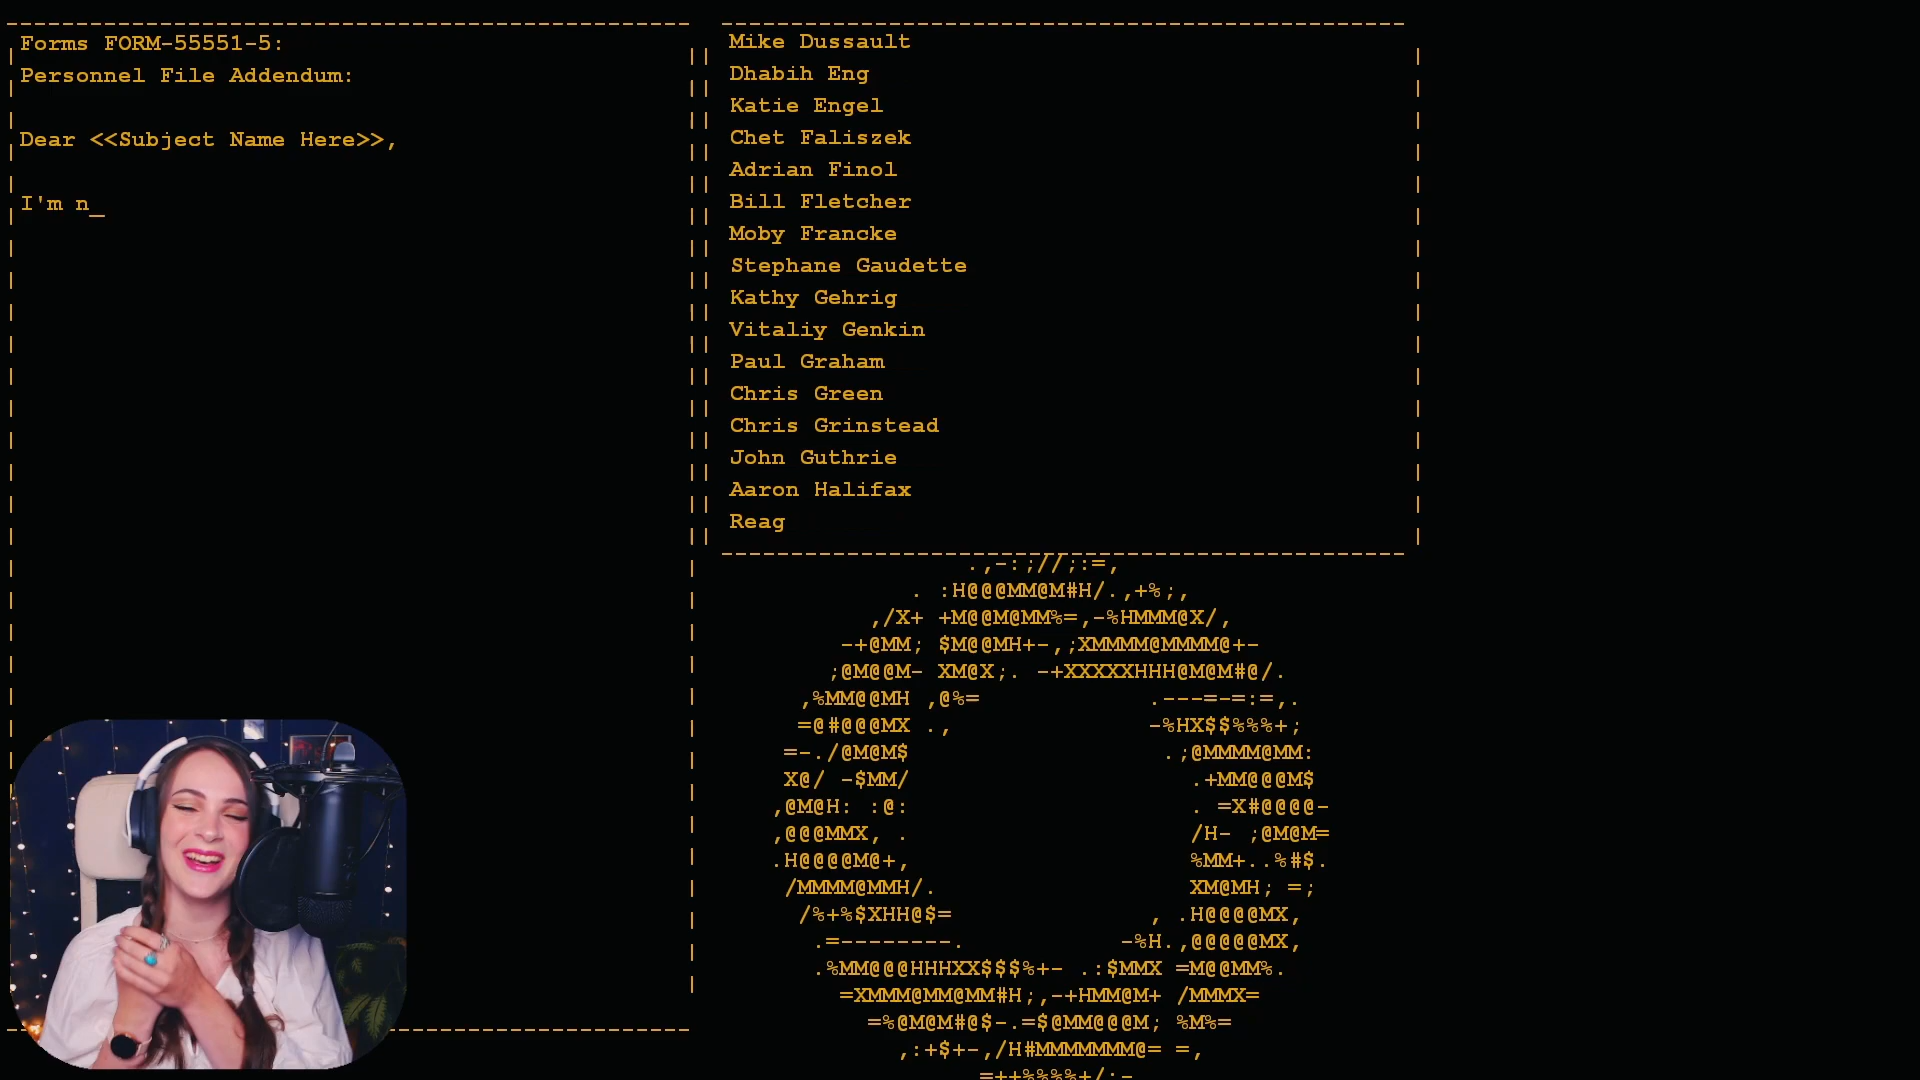 Forms FORM-55551-5:
Personnel File Addendum:
Dear <<Subject Name Here>>,
I'm n_
Mike Dussault
Dhabih Eng
Katie Engel
Chet Faliszek
Adrian Finol
Bill Fletcher
Moby Francke
Stephane Gaudette
Kathy Gehrig
Vitaliy Genkin
Paul Graham
Chris Green
Chris Grinstead
John Guthrie
Aaron Halifax
Reag